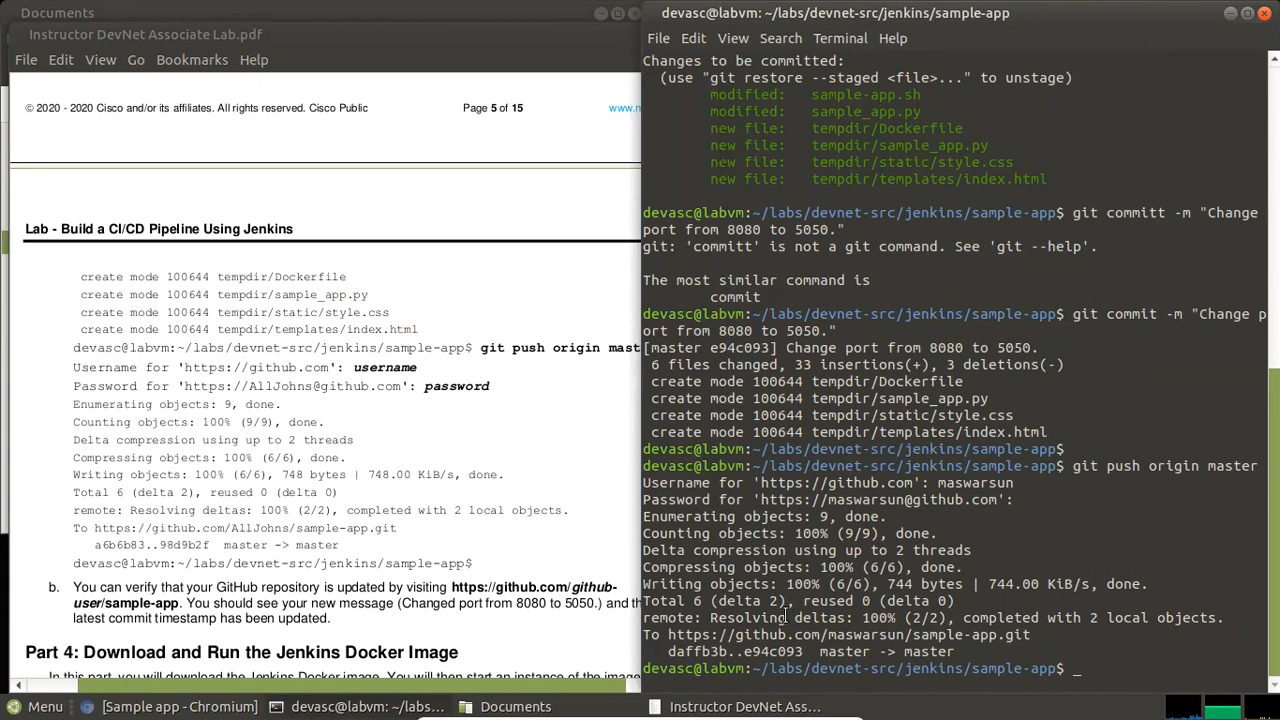 Documents
Instructor DevNet Associate Lab.pdf
File Edit View Go Bookmarks Help
© 2020 - 2020 Cisco and/or its affiliates. All rights reserved. Cisco Public Page 5 of 15 www.n
Lab - Build a CI/CD Pipeline Using Jenkins
create mode 100644 tempdir/Dockerfile
create mode 100644 tempdir/sample_app.py
create mode 100644 tempdir/static/style.css
create mode 100644 tempdir/templates/index.html
devasc@labvm:~/labs/devnet-src/jenkins/sample-app$ git push origin mast
Username for 'https://github.com': username
Password for 'https://AllJohns@github.com': password
Enumerating objects: 9, done.
Counting objects: 100% (9/9), done.
Delta compression using up to 2 threads
Compressing objects: 100% (6/6), done.
Writing objects: 100% (6/6), 748 bytes | 748.00 KiB/s, done.
Total 6 (delta 2), reused 0 (delta 0)
remote: Resolving deltas: 100% (2/2), completed with 2 local objects.
To https://github.com/AllJohns/sample-app.git
a6b6b83..98d9b2f master -> master
devasc@labvm:~/labs/devnet-src/jenkins/sample-app$
b. You can verify that your GitHub repository is updated by visiting https://github.com/github-
user/sample-app. You should see your new message (Changed port from 8080 to 5050.) and th
latest commit timestamp has been updated.
Part 4: Download and Run the Jenkins Docker Image
In this part, you will download the Jenkins Docker image. You will then start an instance of the imag
devasc@labvm: ~/labs/devnet-src/jenkins/sample-app
File Edit View Search Terminal Help
Changes to be committed:
(use "git restore --staged <file>..." to unstage)
modified: sample-app.sh
modified: sample_app.py
new file: tempdir/Dockerfile
new file: tempdir/sample_app.py
new file: tempdir/static/style.css
new file: tempdir/templates/index.html
devasc@labvm:~/labs/devnet-src/jenkins/sample-app$ git committ -m "Change
port from 8080 to 5050."
git: 'committ' is not a git command. See 'git --help'.
The most similar command is
commit
devasc@labvm:~/labs/devnet-src/jenkins/sample-app$ git commit -m "Change p
ort from 8080 to 5050."
[master e94c093] Change port from 8080 to 5050.
6 files changed, 33 insertions(+), 3 deletions(-)
create mode 100644 tempdir/Dockerfile
create mode 100644 tempdir/sample_app.py
create mode 100644 tempdir/static/style.css
create mode 100644 tempdir/templates/index.html
devasc@labvm:~/labs/devnet-src/jenkins/sample-app$
devasc@labvm:~/labs/devnet-src/jenkins/sample-app$ git push origin master
Username for 'https://github.com': maswarsun
Password for 'https://maswarsun@github.com':
Enumerating objects: 9, done.
Counting objects: 100% (9/9), done.
Delta compression using up to 2 threads
Compressing objects: 100% (6/6), done.
Writing objects: 100% (6/6), 744 bytes | 744.00 KiB/s, done.
Total 6 (delta 2), reused 0 (delta 0)
remote: Resolving deltas: 100% (2/2), completed with 2 local objects.
To https://github.com/maswarsun/sample-app.git
daffb3b..e94c093 master -> master
devasc@labvm:~/labs/devnet-src/jenkins/sample-app$ _
Menu [Sample app - Chromium] devasc@labvm: ~/labs... Documents Instructor DevNet Ass...